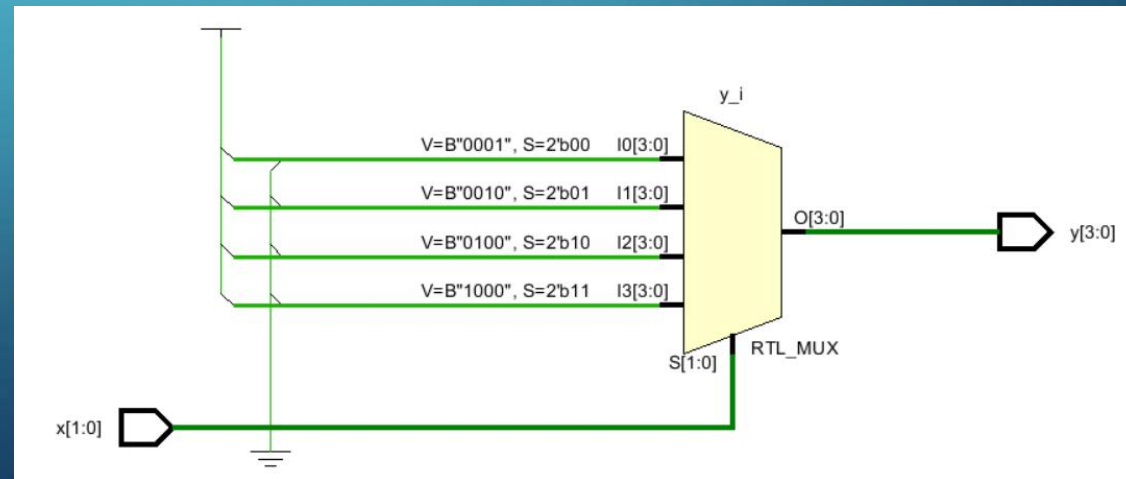 y_i
V=B"0001", S=2'b00 I0[3:0]
V=B"0010", S=2'b01 I1[3:0]
V=B"0100", S=2'b10 I2[3:0]
V=B"1000", S=2'b11 I3[3:0]
O[3:0]
y[3:0]
S[1:0]
RTL_MUX
x[1:0]